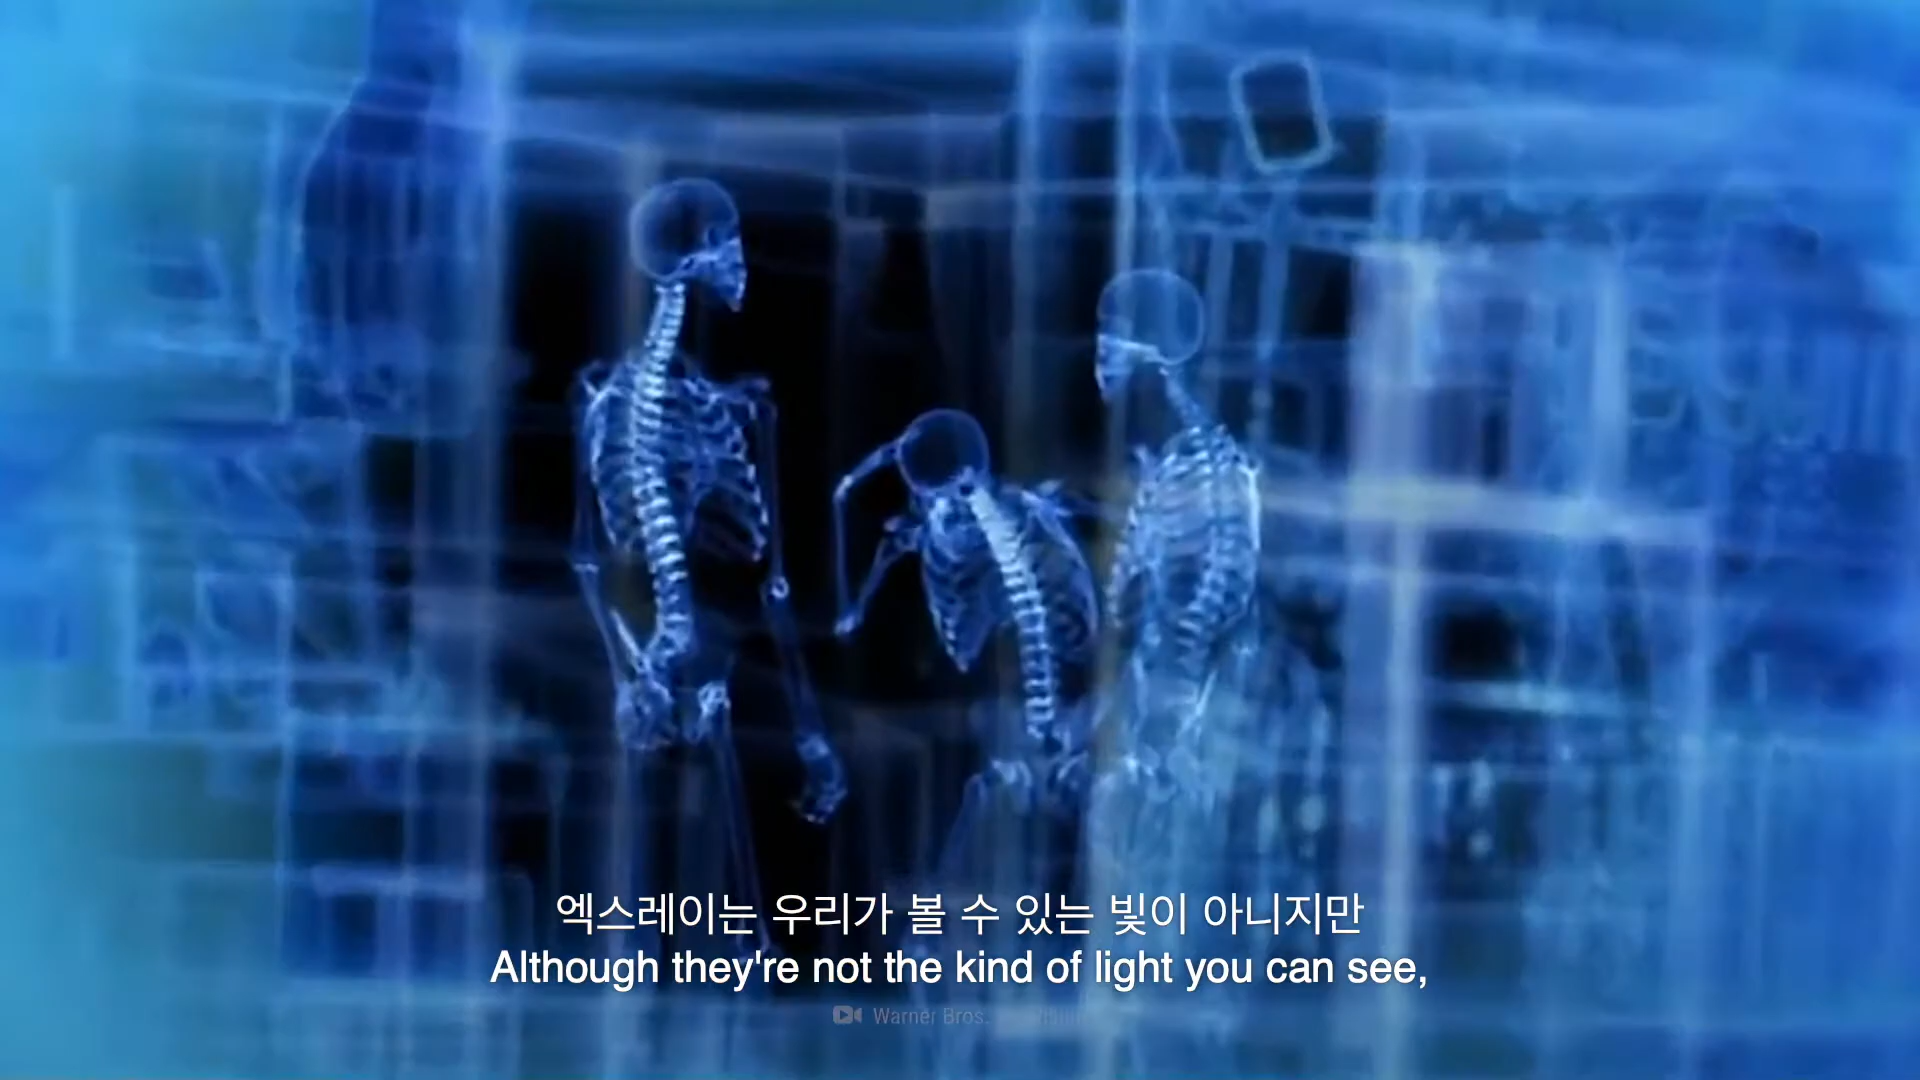 엑스레이는 우리가 볼 수 있는 빛이 아니지만
Although they're not the kind of light you can see,
Warner Bros.